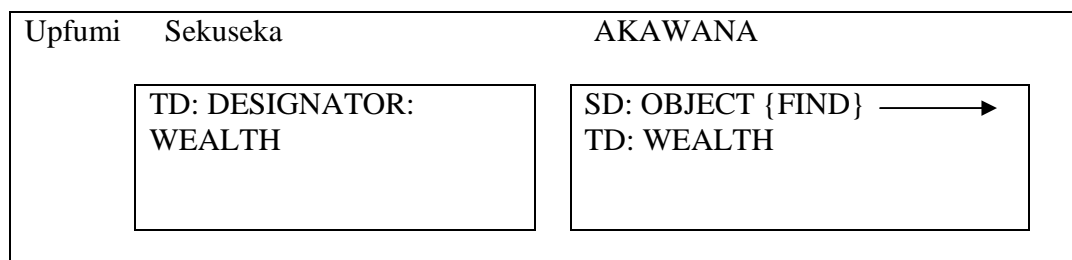 Upfumi Sekuseka AKAWANA
TD: DESIGNATOR:
WEALTH
SD: OBJECT {FIND}
TD: WEALTH